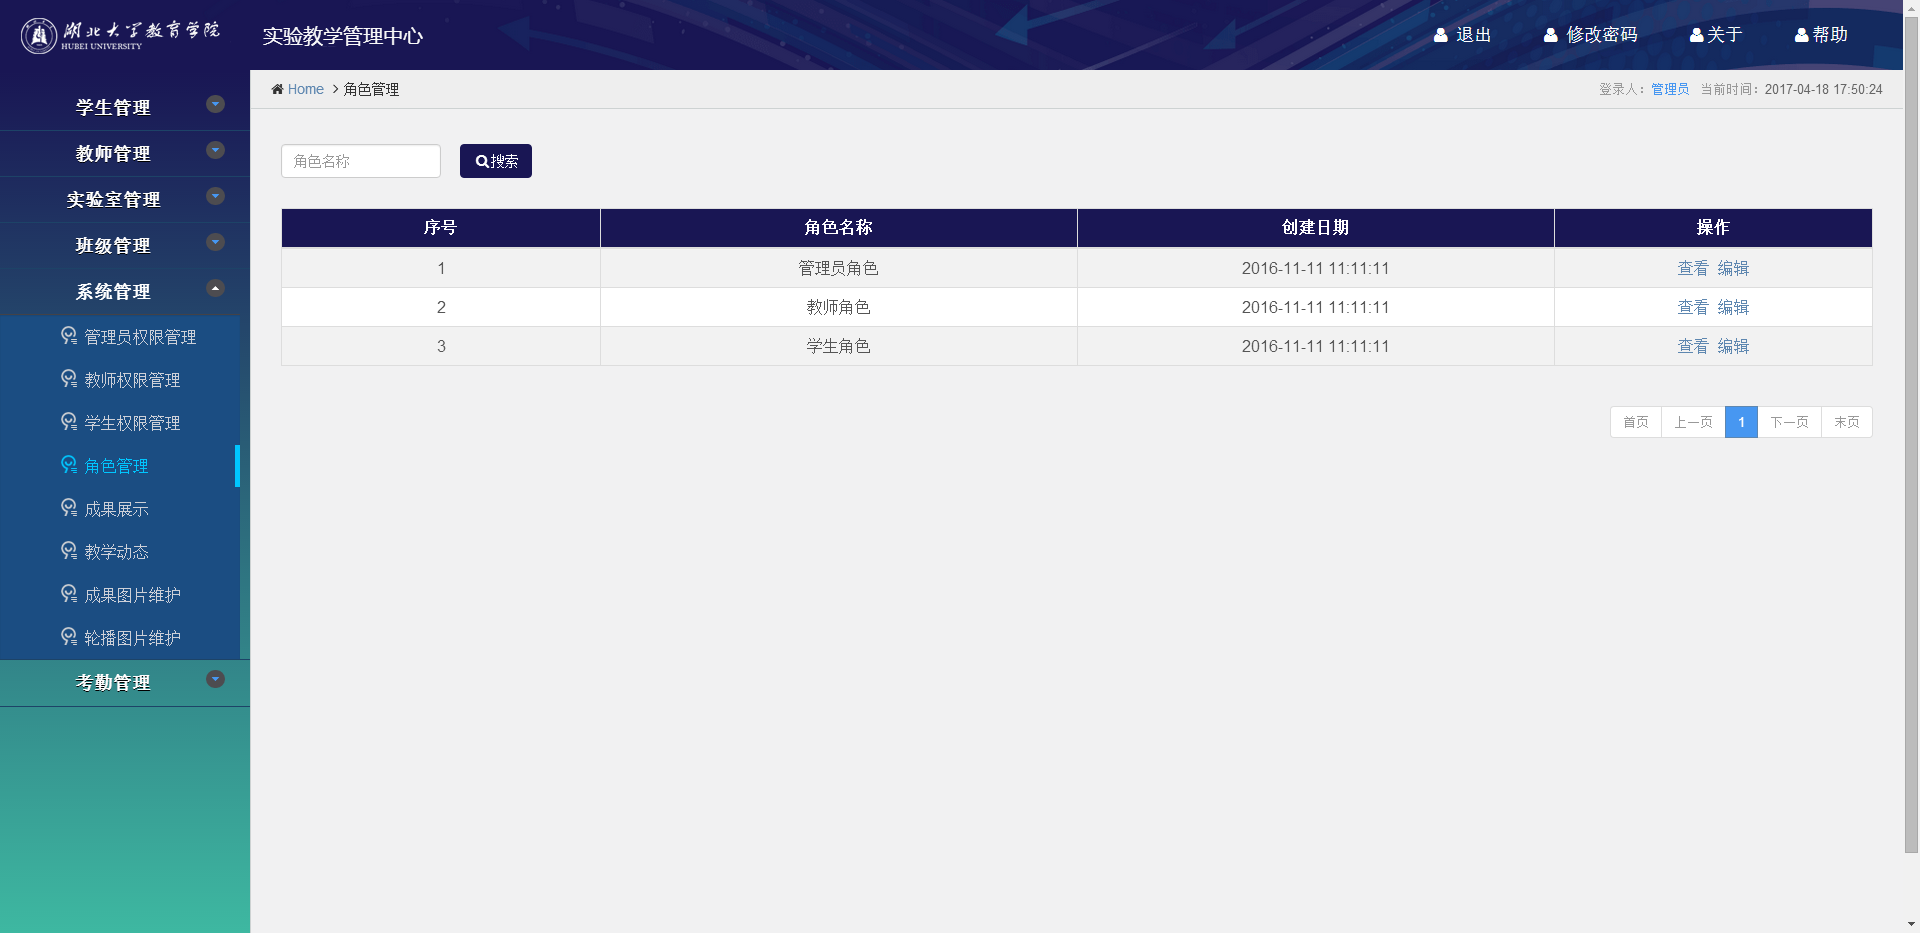 湖北大学教育学院
HUBEI UNIVERSITY
实验教学管理中心
退出 修改密码 关于 帮助
Home > 角色管理
登录人：管理员 当前时间：2017-04-18 17:50:24
学生管理
教师管理
实验室管理
班级管理
系统管理
管理员权限管理
教师权限管理
学生权限管理
角色管理
成果展示
教学动态
成果图片维护
轮播图片维护
考勤管理
角色名称 搜索
序号 角色名称 创建日期 操作
1 管理员角色 2016-11-11 11:11:11 查看 编辑
2 教师角色 2016-11-11 11:11:11 查看 编辑
3 学生角色 2016-11-11 11:11:11 查看 编辑
首页 上一页 1 下一页 末页